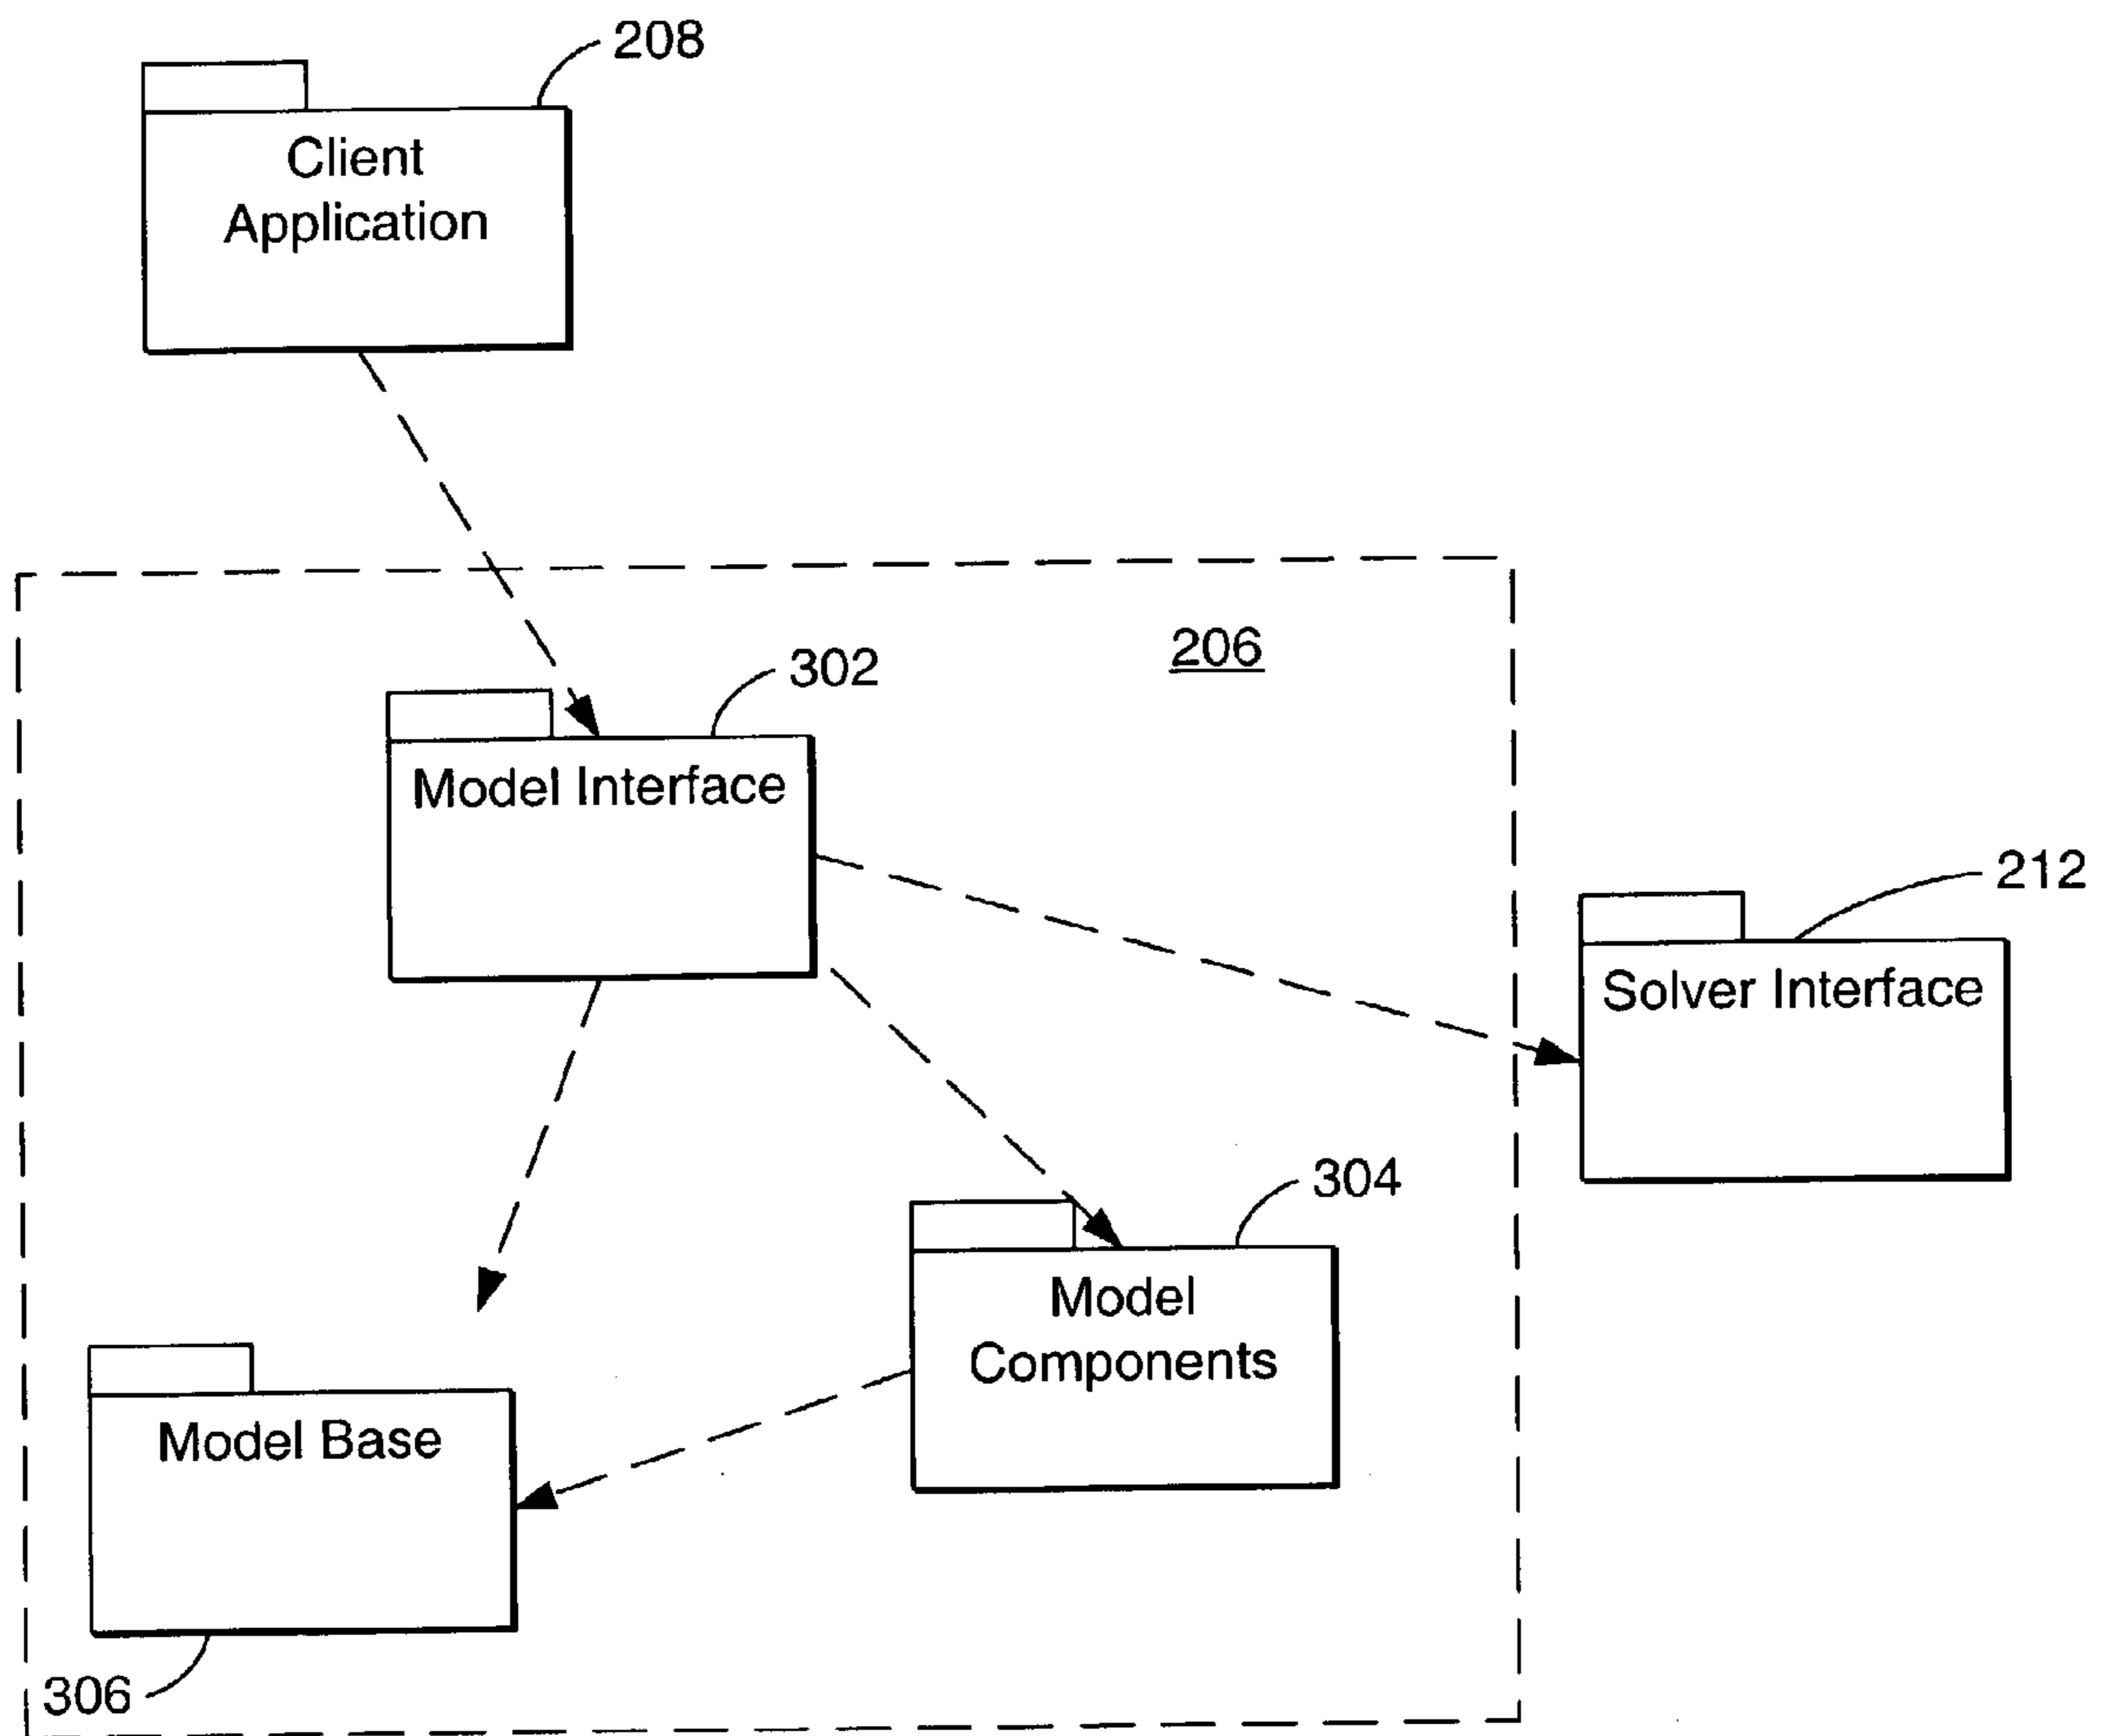 208
Client
Application
206
302
Model Interface
212
Solver Interface
304
Model
Components
Model Base
306